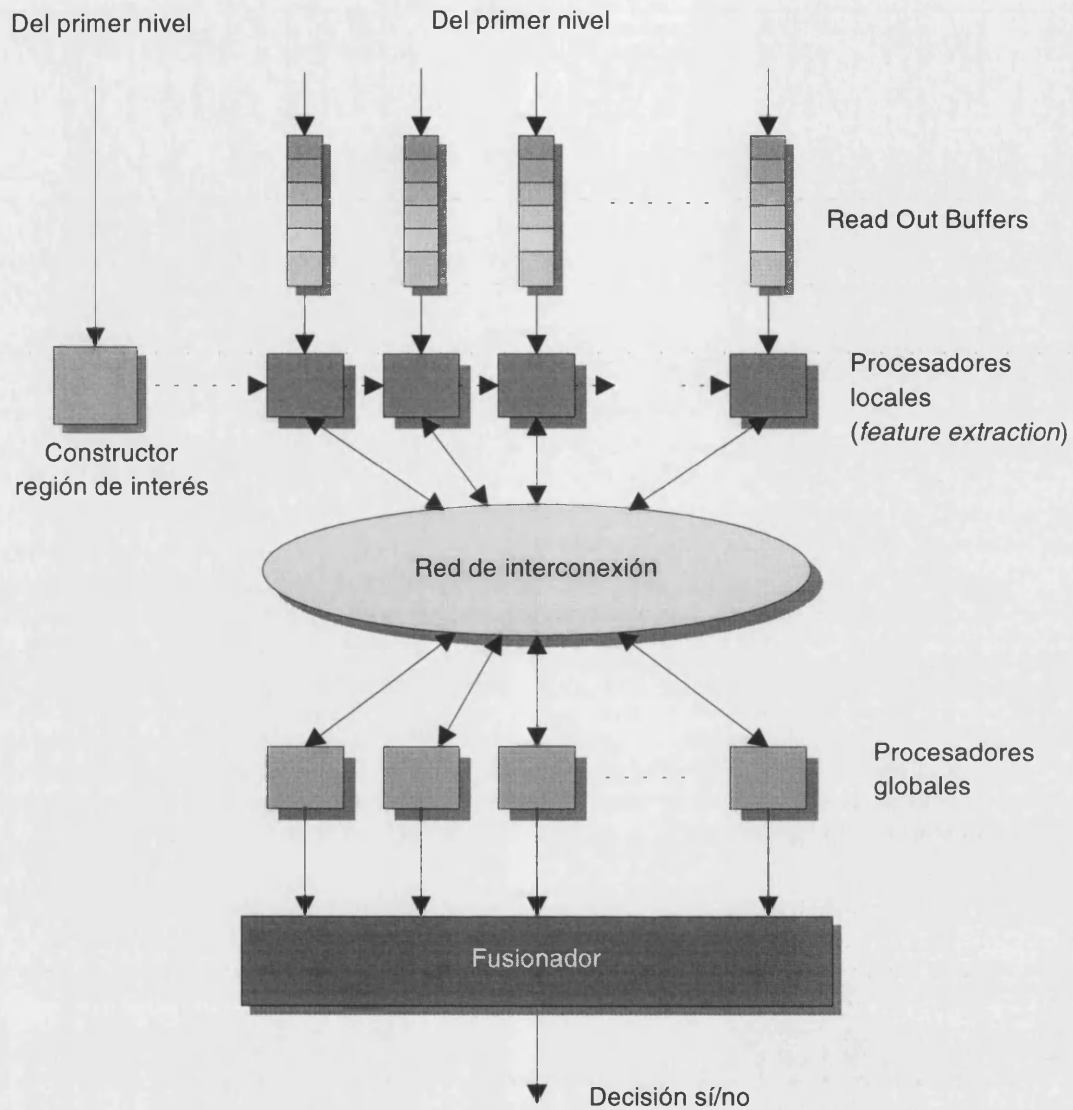 Del primer nivel
Del primer nivel
Read Out Buffers
Procesadores
locales
(feature extraction)
Constructor
región de interés
Red de interconexión
Procesadores
globales
Fusionador
Decisión sí/no